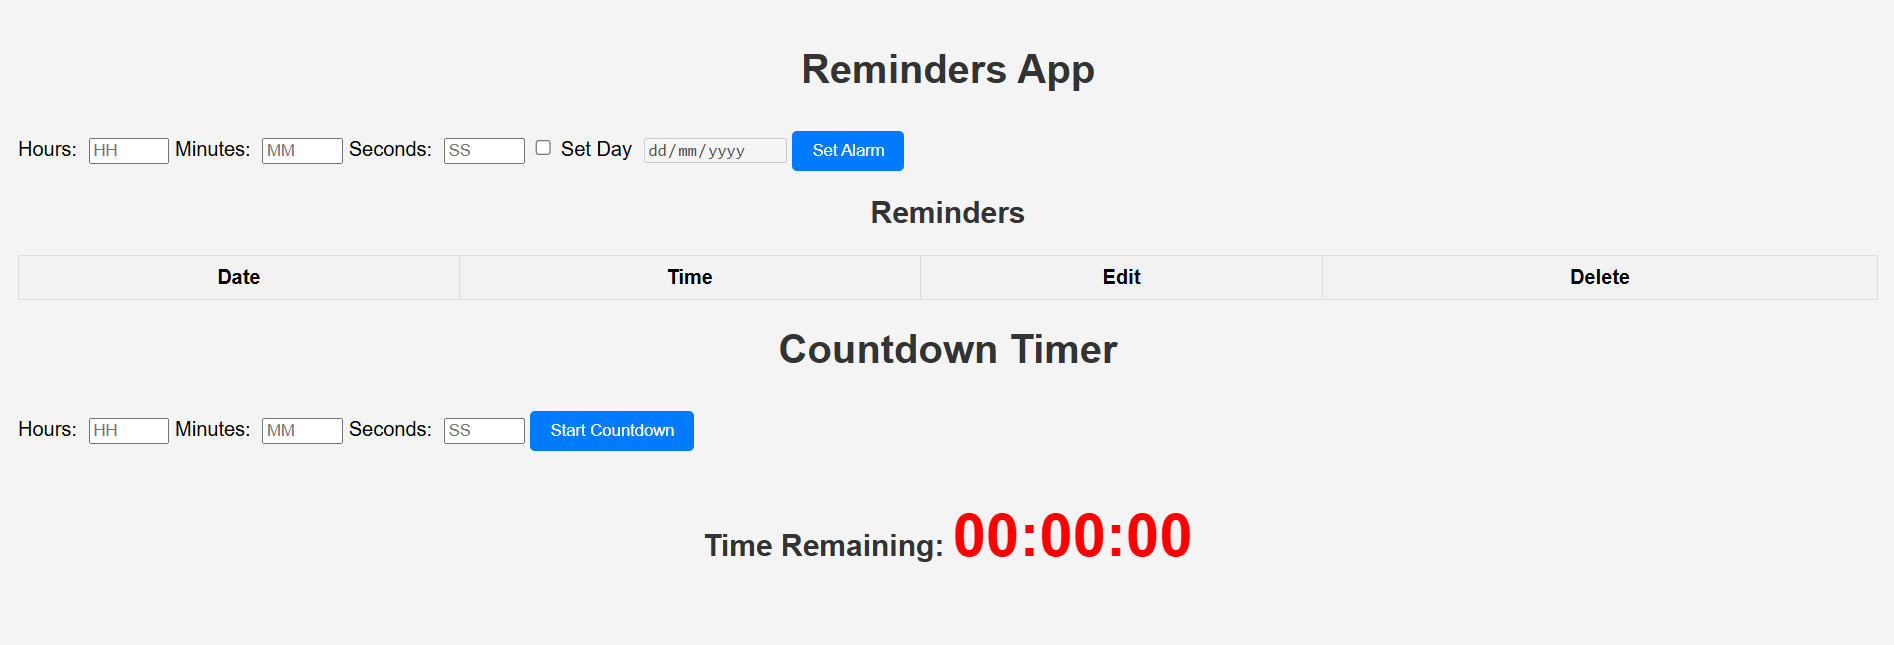 Reminders App
Hours: HH Minutes: MM Seconds: SS Set Day dd/mm/yyyy Set Alarm
Reminders
Date Time Edit Delete
Countdown Timer
Hours: HH Minutes: MM Seconds: SS Start Countdown
Time Remaining: 00:00:00